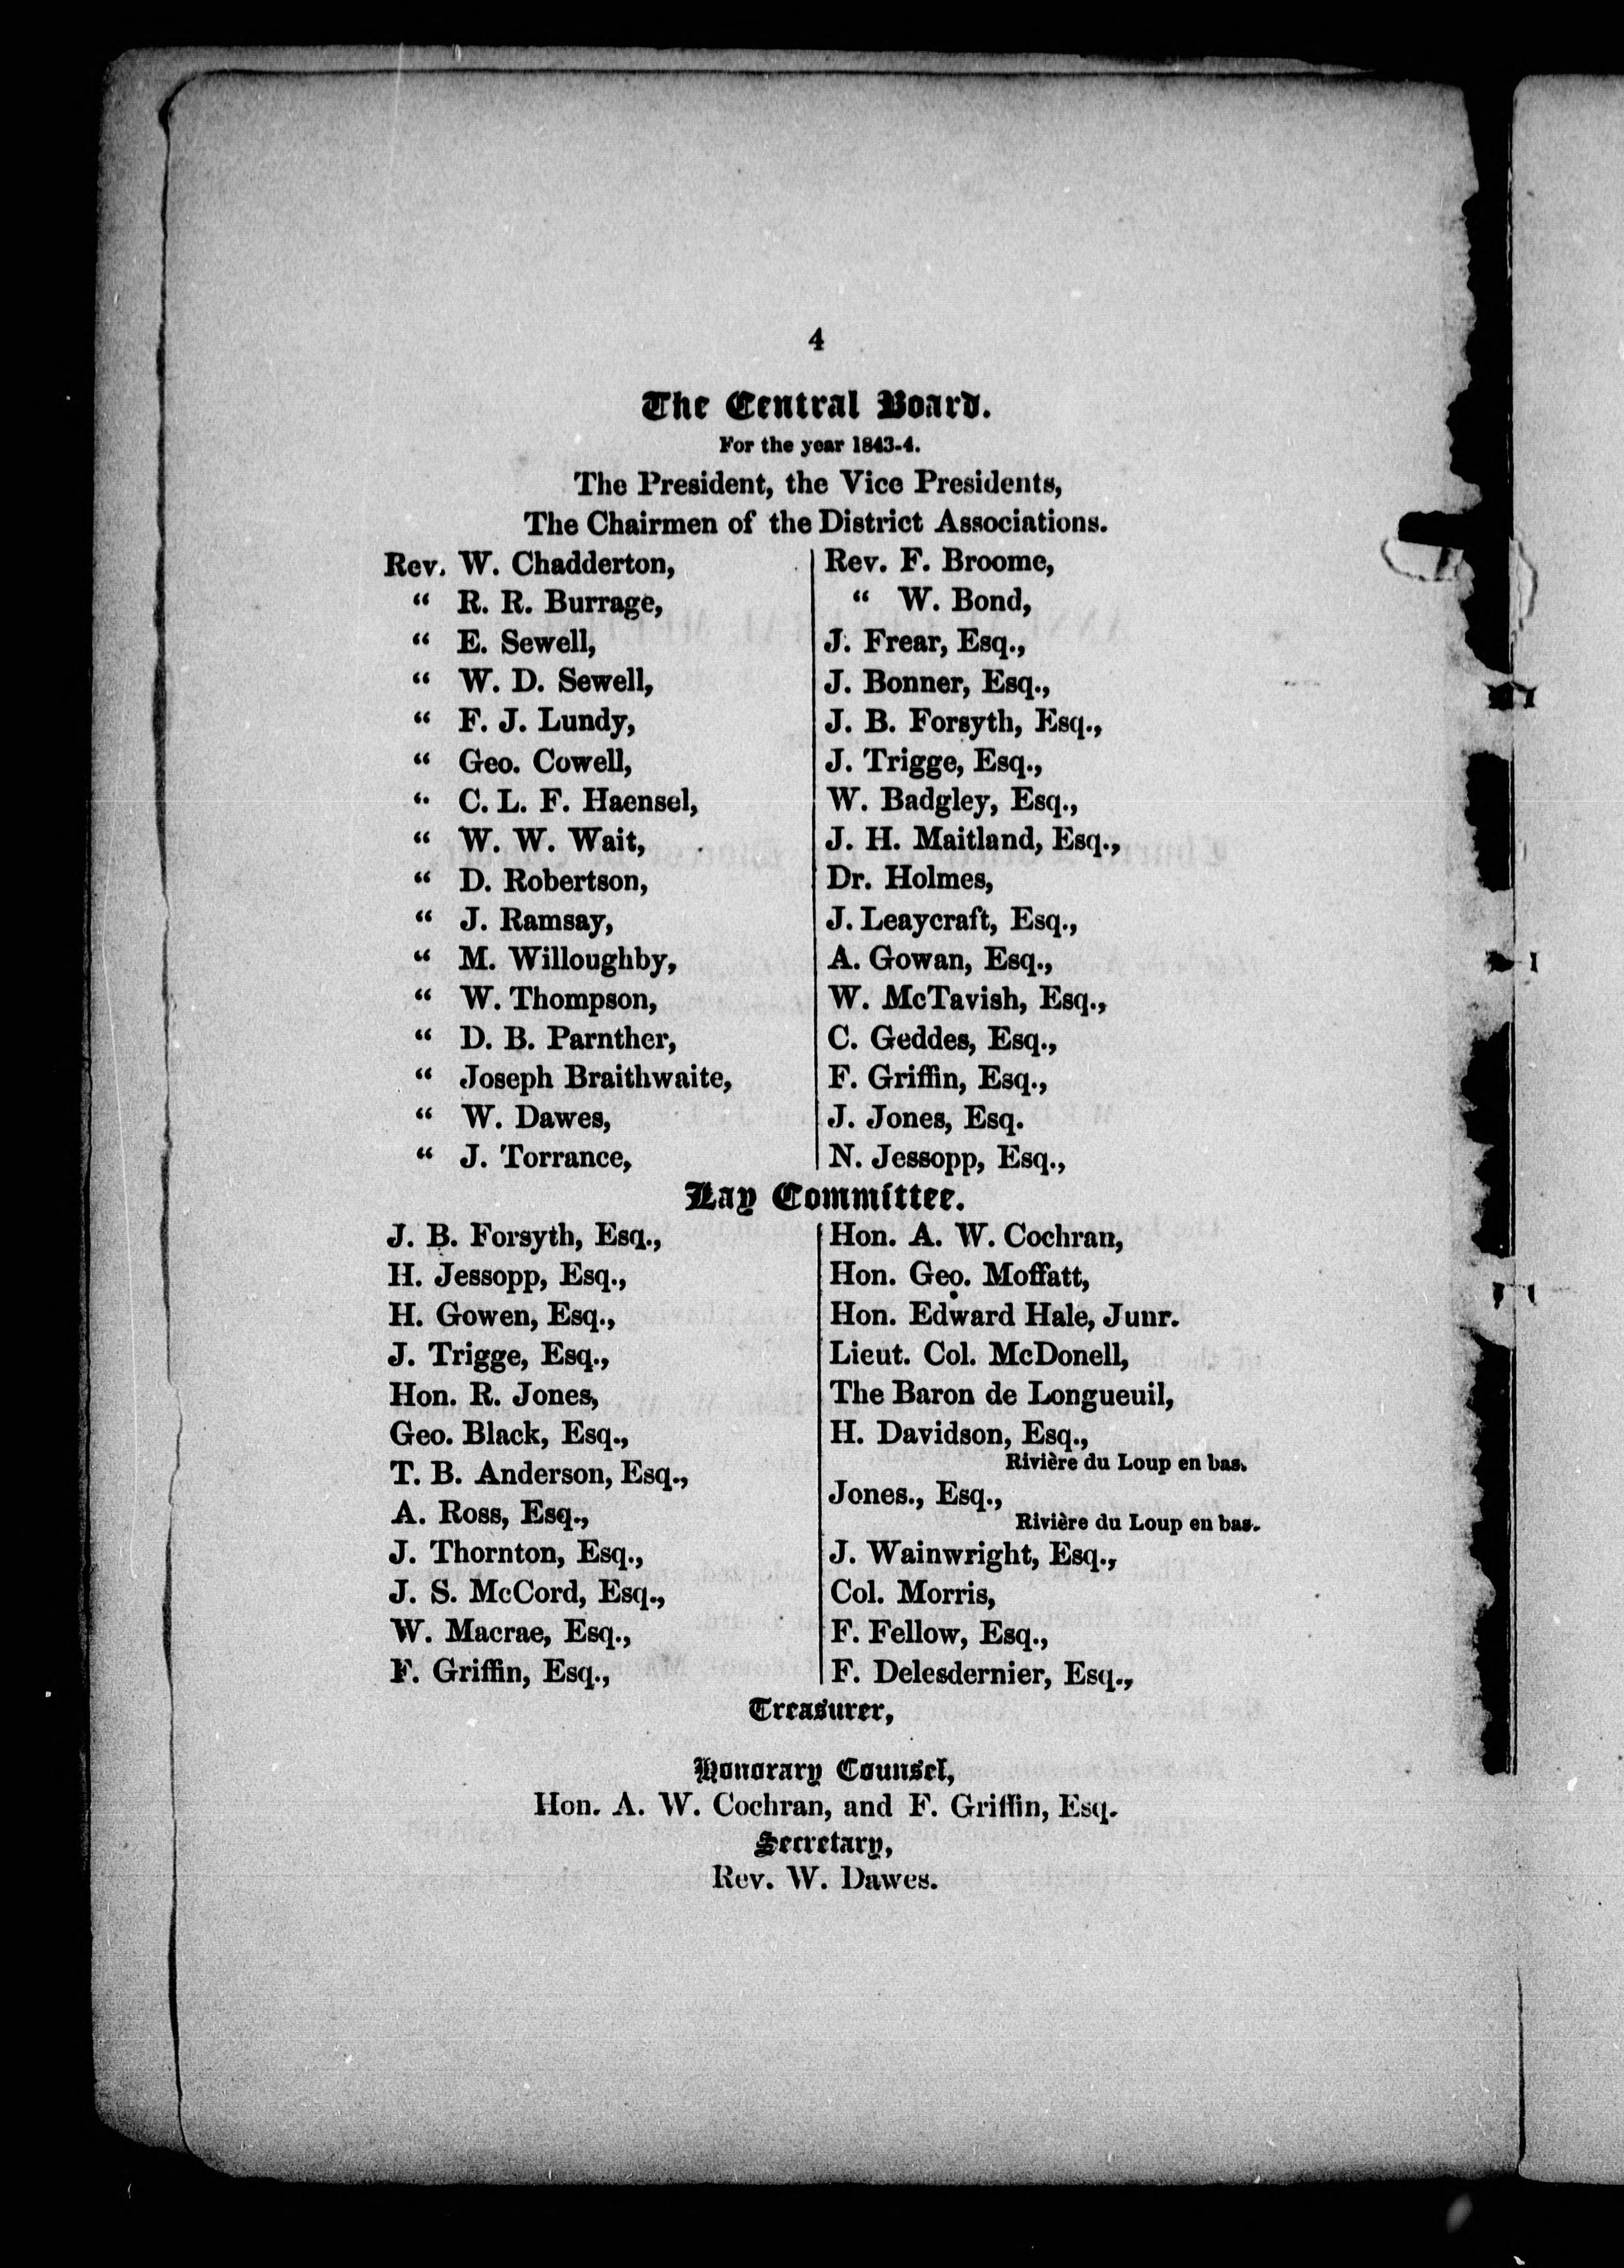 4
The Central Board.
For the year 1843-4.
The President, the Vice Presidents,
The Chairmen of the District Associations.
Rev. W. Chadderton,
“ R. R. Burrage,
“ E. Sewell,
“ W. D. Sewell,
“ F. J. Lundy,
“ Geo. Cowell,
“ C. L. F. Haensel,
“ W. W. Wait,
“ D. Robertson,
“ J. Ramsay,
“ M. Willoughby,
“ W. Thompson,
“ D. B. Parnther,
“ Joseph Braithwaite,
“ W. Dawes,
“ J. Torrance,
Rev. F. Broome,
“ W. Bond,
J. Frear, Esq.,
J. Bonner, Esq.,
J. B. Forsyth, Esq.,
J. Trigge, Esq.,
W. Badgley, Esq.,
J. H. Maitland, Esq.,
Dr. Holmes,
J. Leaycraft, Esq.,
A. Gowan, Esq.,
W. McTavish, Esq.,
C. Geddes, Esq.,
F. Griffin, Esq.,
J. Jones, Esq.
N. Jessopp, Esq.,
Lay Committee.
J. B. Forsyth, Esq.,
H. Jessopp, Esq.,
H. Gowen, Esq.,
J. Trigge, Esq.,
Hon. R. Jones,
Geo. Black, Esq.,
T. B. Anderson, Esq.,
A. Ross, Esq.,
J. Thornton, Esq.,
J. S. McCord, Esq.,
W. Macrae, Esq.,
F. Griffin, Esq.,
Hon. A. W. Cochran,
Hon. Geo. Moffatt,
Hon. Edward Hale, Junr.
Lieut. Col. McDonell,
The Baron de Longueuil,
H. Davidson, Esq.,
Rivière du Loup en bas.
Jones., Esq.,
Rivière du Loup en bas.
J. Wainwright, Esq.,
Col. Morris,
F. Fellow, Esq.,
F. Delesdernier, Esq.,
Treasurer,
Honorary Counsel,
Hon. A. W. Cochran, and F. Griffin, Esq.
Secretary,
Rev. W. Dawes.